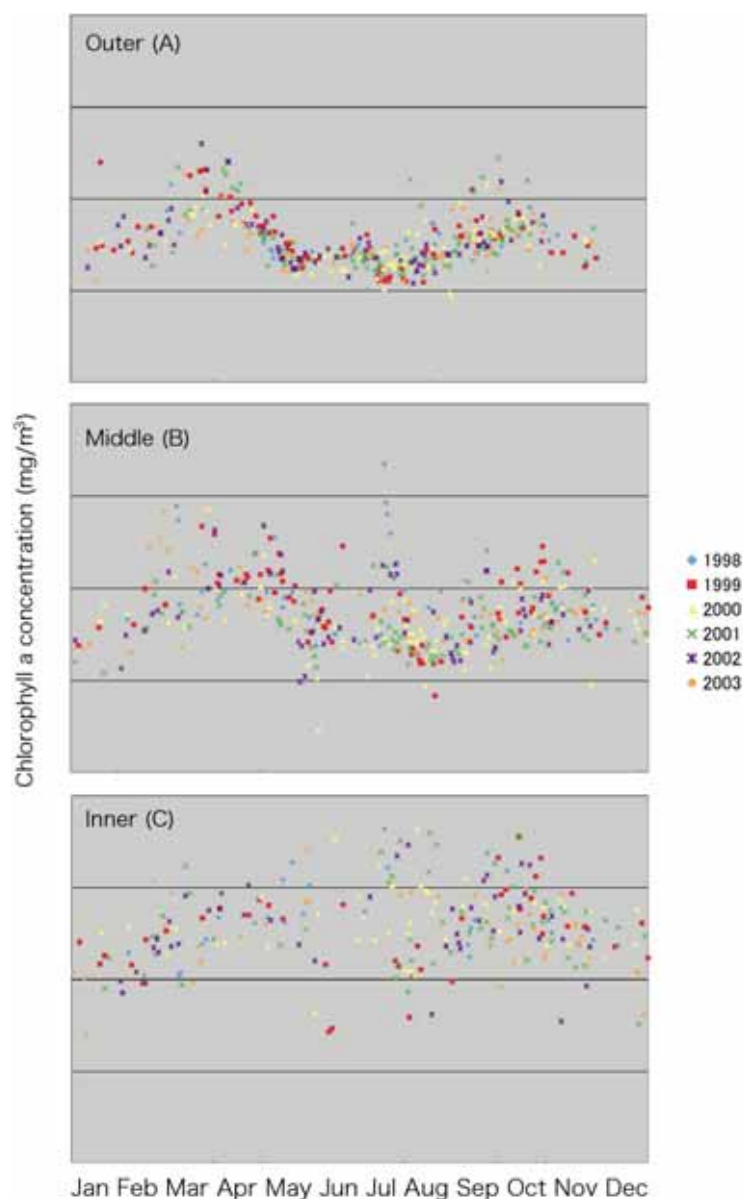 Outer (A)
Middle (B)
Inner (C)
Chlorophyll a concentration (mg/m³)
1998
1999
2000
2001
2002
2003
Jan Feb Mar Apr May Jun Jul Aug Sep Oct Nov Dec